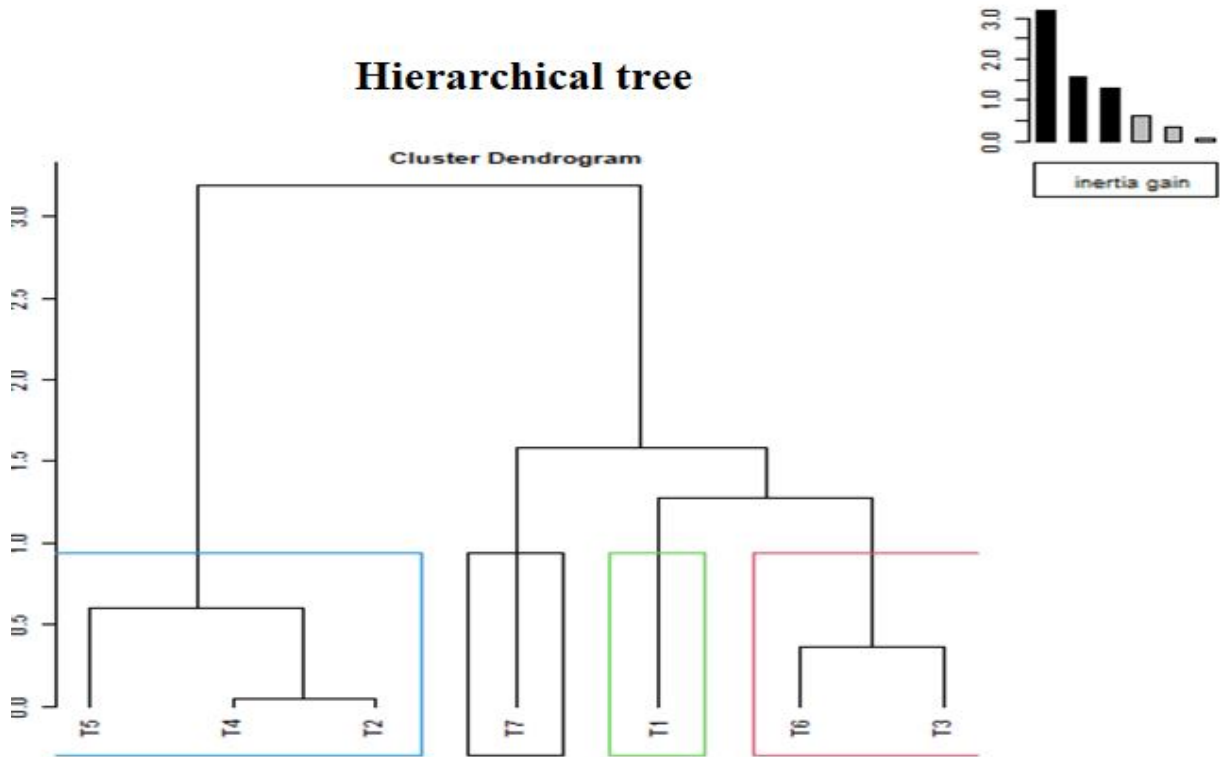 Hierarchical tree
3.0
2.0
1.0
0.0
inertia gain
Cluster Dendrogram
3.0
2.5
2.0
1.5
1.0
0.5
0.0
T5 T4 T2 T7 T1 T6 T3